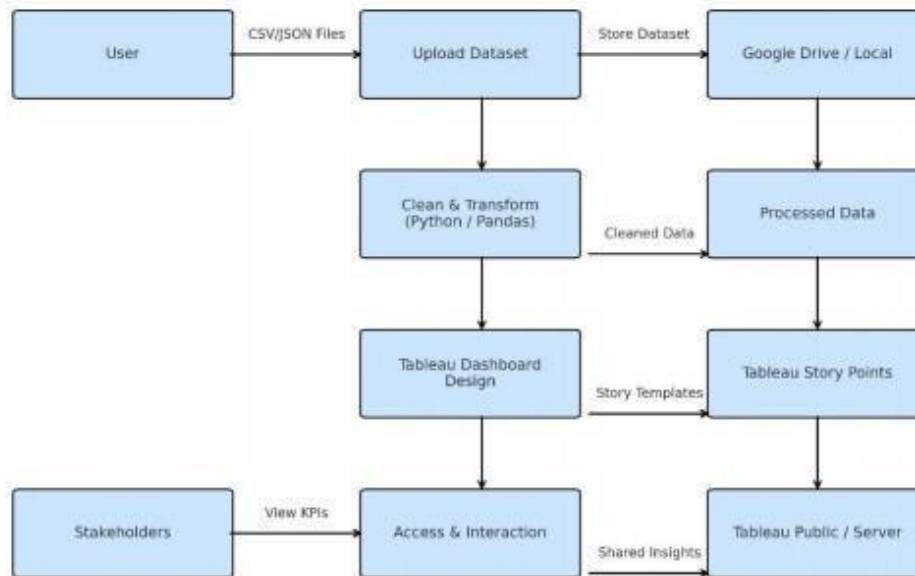 User
CSV/JSON Files
Upload Dataset
Store Dataset
Google Drive / Local
Clean & Transform
(Python / Pandas)
Cleaned Data
Processed Data
Tableau Dashboard
Design
Story Templates
Tableau Story Points
Stakeholders
View KPIs
Access & Interaction
Shared Insights
Tableau Public / Server